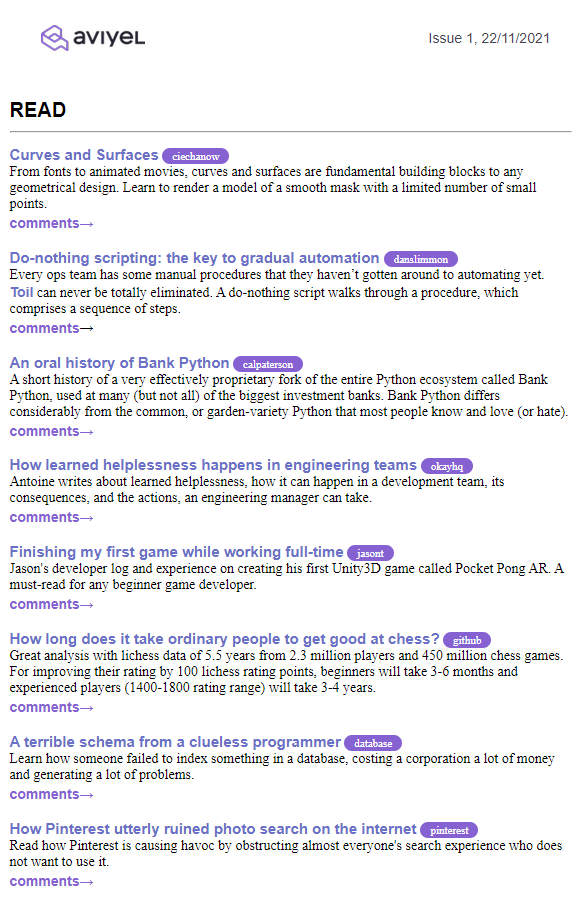 aviyel
Issue 1, 22/11/2021
READ
Curves and Surfaces ciechanow
From fonts to animated movies, curves and surfaces are fundamental building blocks to any
geometrical design. Learn to render a model of a smooth mask with a limited number of small
points.
comments→
Do-nothing scripting: the key to gradual automation danslimmon
Every ops team has some manual procedures that they haven’t gotten around to automating yet.
Toil can never be totally eliminated. A do-nothing script walks through a procedure, which
comprises a sequence of steps.
comments→
An oral history of Bank Python calpaterson
A short history of a very effectively proprietary fork of the entire Python ecosystem called Bank
Python, used at many (but not all) of the biggest investment banks. Bank Python differs
considerably from the common, or garden-variety Python that most people know and love (or hate).
comments→
How learned helplessness happens in engineering teams okayhq
Antoine writes about learned helplessness, how it can happen in a development team, its
consequences, and the actions, an engineering manager can take.
comments→
Finishing my first game while working full-time jasont
Jason's developer log and experience on creating his first Unity3D game called Pocket Pong AR. A
must-read for any beginner game developer.
comments→
How long does it take ordinary people to get good at chess? github
Great analysis with lichess data of 5.5 years from 2.3 million players and 450 million chess games.
For improving their rating by 100 lichess rating points, beginners will take 3-6 months and
experienced players (1400-1800 rating range) will take 3-4 years.
comments→
A terrible schema from a clueless programmer database
Learn how someone failed to index something in a database, costing a corporation a lot of money
and generating a lot of problems.
comments→
How Pinterest utterly ruined photo search on the internet pinterest
Read how Pinterest is causing havoc by obstructing almost everyone's search experience who does
not want to use it.
comments→